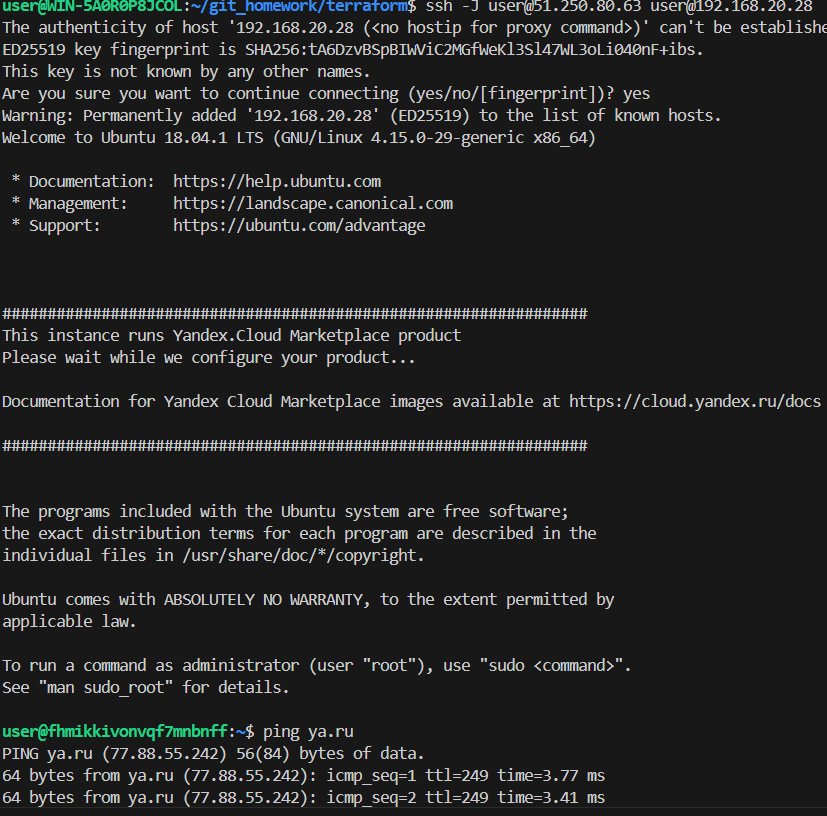 user@WIN-5A0R0P8JCOL:~/git_homework/terraform$ ssh -J user@51.250.80.63 user@192.168.20.28
The authenticity of host '192.168.20.28 (<no hostip for proxy command>)' can't be establishe
ED25519 key fingerprint is SHA256:tA6DzvBSpBIWViC2MGfWeKl3Sl47WL3oLi040nF+ibs.
This key is not known by any other names.
Are you sure you want to continue connecting (yes/no/[fingerprint])? yes
Warning: Permanently added '192.168.20.28' (ED25519) to the list of known hosts.
Welcome to Ubuntu 18.04.1 LTS (GNU/Linux 4.15.0-29-generic x86_64)
* Documentation:  https://help.ubuntu.com
* Management:     https://landscape.canonical.com
* Support:        https://ubuntu.com/advantage
#################################################################
This instance runs Yandex.Cloud Marketplace product
Please wait while we configure your product...
Documentation for Yandex Cloud Marketplace images available at https://cloud.yandex.ru/docs
#################################################################
The programs included with the Ubuntu system are free software;
the exact distribution terms for each program are described in the
individual files in /usr/share/doc/*/copyright.
Ubuntu comes with ABSOLUTELY NO WARRANTY, to the extent permitted by
applicable law.
To run a command as administrator (user "root"), use "sudo <command>".
See "man sudo_root" for details.
user@fhmikkivonvqf7mnbnff:~$ ping ya.ru
PING ya.ru (77.88.55.242) 56(84) bytes of data.
64 bytes from ya.ru (77.88.55.242): icmp_seq=1 ttl=249 time=3.77 ms
64 bytes from ya.ru (77.88.55.242): icmp_seq=2 ttl=249 time=3.41 ms